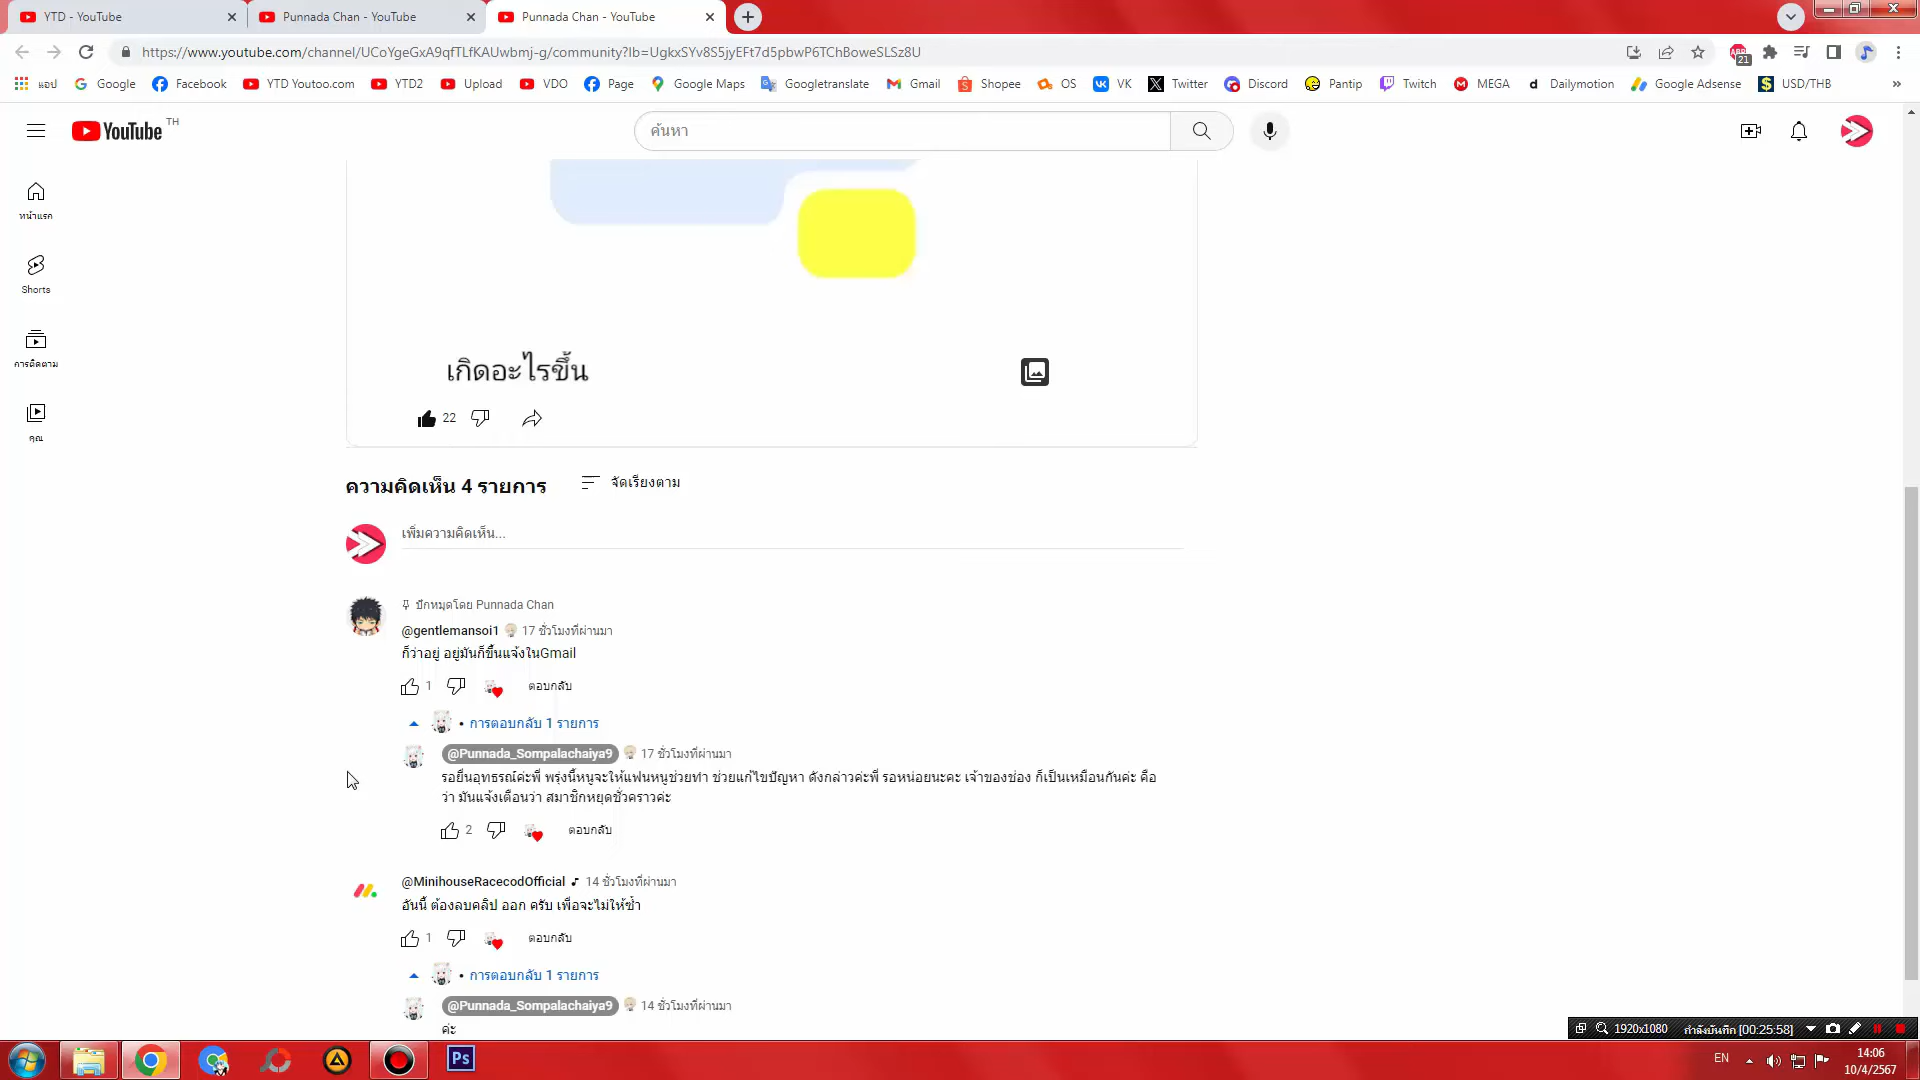 YTD - YouTube
Punnada Chan - YouTube
Punnada Chan - YouTube
https://www.youtube.com/channel/UCoYgeGxA9qfTLfKAUwbmj-g/community?lb=UgkxSYv8S5jyEFt7d5pbwP6TChBoweSLSz8U
21
แอป
Google
Facebook
YTD Youtoo.com
YTD2
Upload
VDO
Page
Google Maps
Googletranslate
Gmail
Shopee
OS
VK
Twitter
Discord
Pantip
Twitch
MEGA
Dailymotion
Google Adsense
USD/THB
YouTube TH
ค้นหา
หน้าแรก
Shorts
การติดตาม
คุณ
เกิดอะไรขึ้น
22
ความคิดเห็น 4 รายการ
จัดเรียงตาม
เพิ่มความคิดเห็น...
ปักหมุดโดย Punnada Chan
@gentlemansoi1 17 ชั่วโมงที่ผ่านมา
ก็ว่าอยู่ อยู่มันก็ขึ้นแจ้งในGmail
1
ตอบกลับ
• การตอบกลับ 1 รายการ
@Punnada_Sompalachaiya9 17 ชั่วโมงที่ผ่านมา
รอยื่นอุทธรณ์ค่ะพี่ พรุ่งนี้หนูจะให้แฟนหนูช่วยทำ ช่วยแก้ไขปัญหา ดังกล่าวค่ะพี่ รอหน่อยนะคะ เจ้าของช่อง ก็เป็นเหมือนกันค่ะ คือ
ว่า มันแจ้งเตือนว่า สมาชิกหยุดชั่วคราวค่ะ
2
ตอบกลับ
@MinihouseRacecodOfficial 14 ชั่วโมงที่ผ่านมา
อันนี้ ต้องลบคลิป ออก ครับ เพื่อจะไม่ให้ซ้ำ
1
ตอบกลับ
• การตอบกลับ 1 รายการ
@Punnada_Sompalachaiya9 14 ชั่วโมงที่ผ่านมา
ค่ะ
1920x1080 กำลังบันทึก [00:25:58]
Ps
EN
14:06
10/4/2567